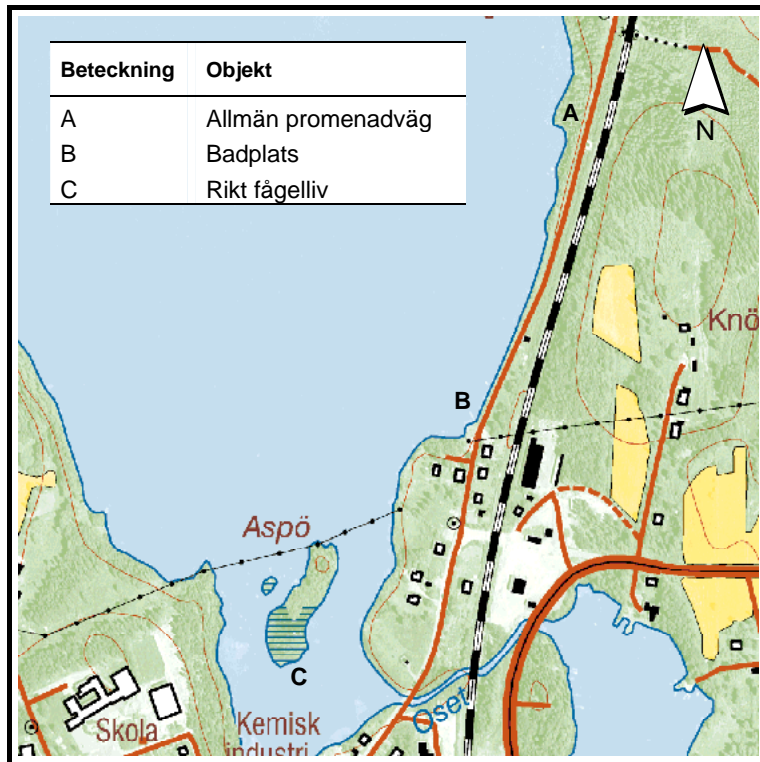 Beteckning Objekt
A Allmän promenadväg
B Badplats
C Rikt fågelliv
N
A
Knö
B
Aspö
C
Oset
Skola
Kemisk
industri